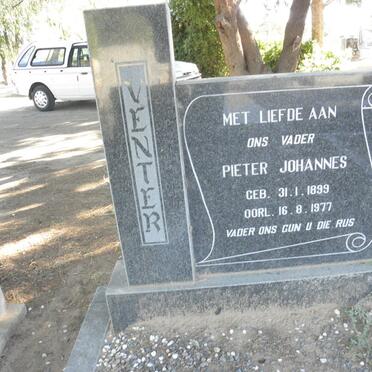 VENTER
MET LIEFDE AAN
ONS VADER
PIETER JOHANNES
GEB. 31.1.1899
OORL. 16.8.1977
VADER ONS GUN U DIE RUS